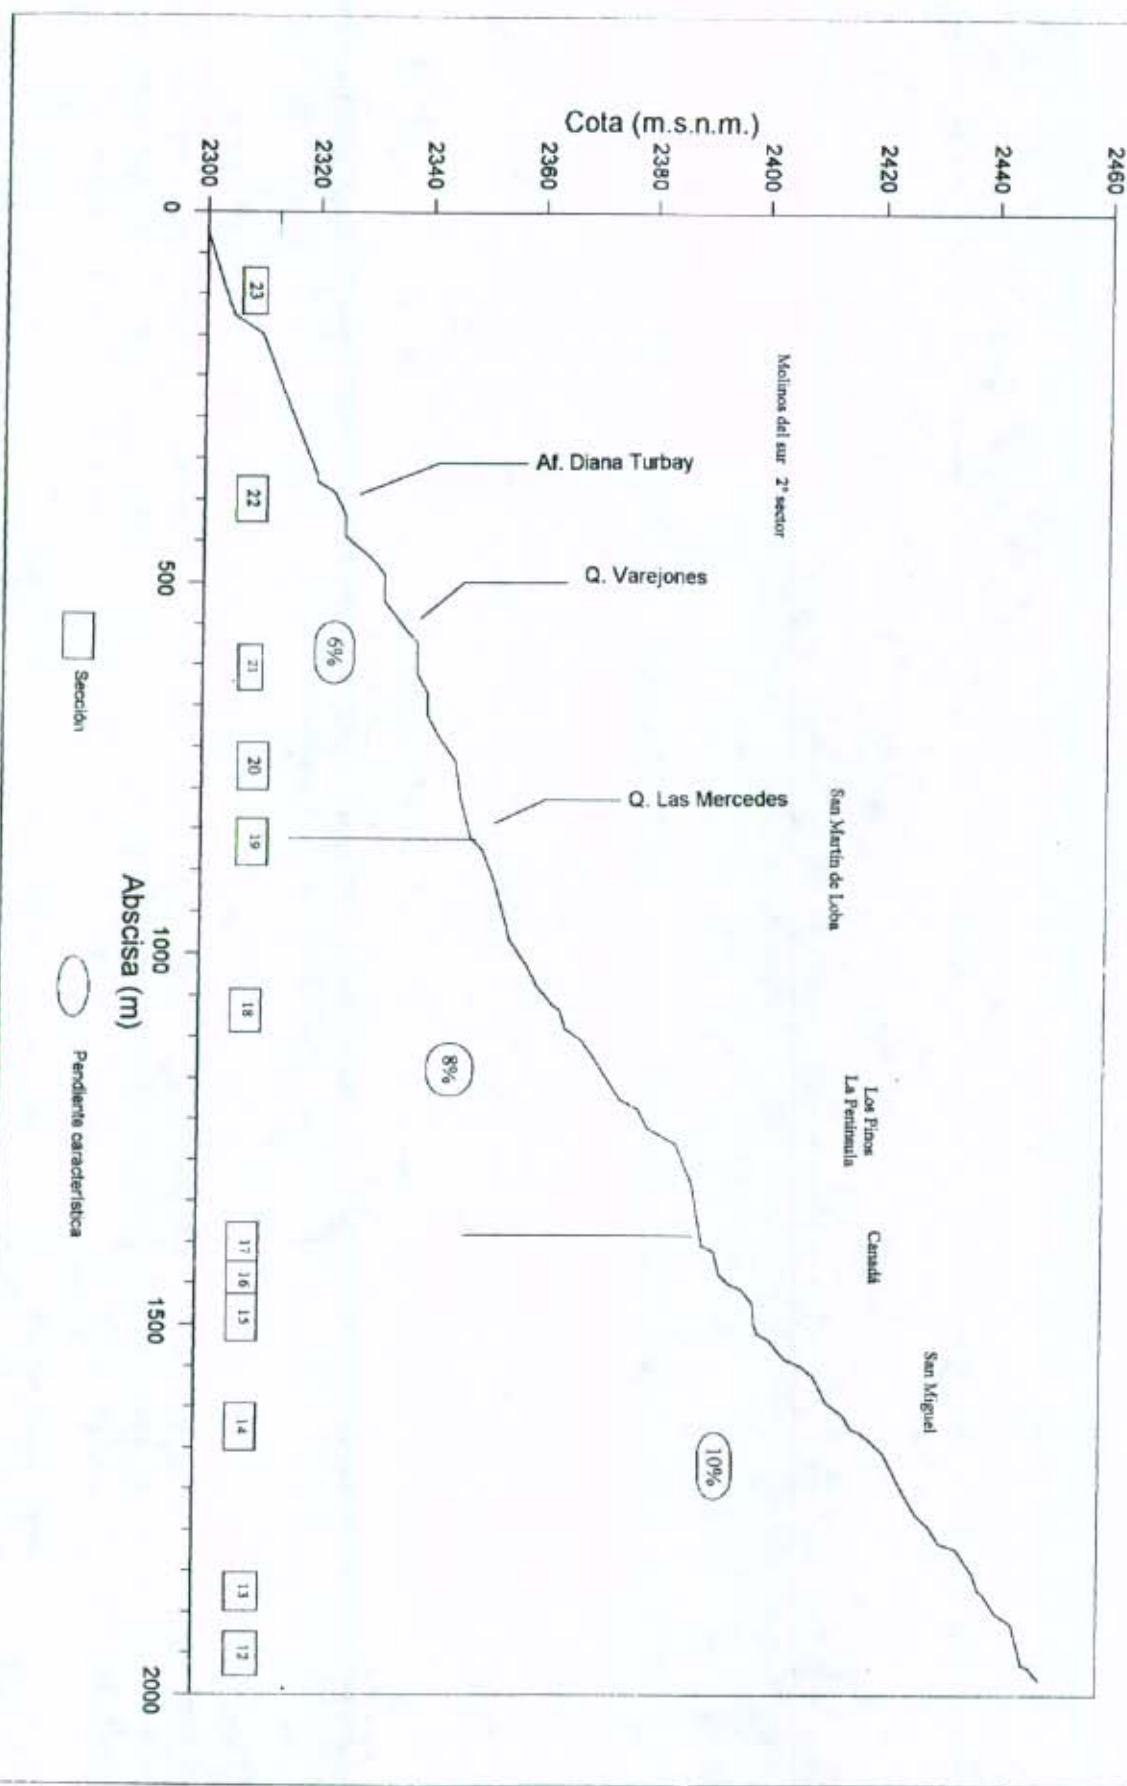 Cota (m.s.n.m.)
2460
2440
2420
2400
2380
2360
2340
2320
2300
0
500
1000
1500
2000
Abscisa (m)
Molinos del sur 2° sector
San Martín de Loba
Los Pinos
La Península
Canadá
San Miguel
Af. Diana Turbay
Q. Varejones
Q. Las Mercedes
6%
8%
10%
23
22
21
20
19
18
17
16
15
14
13
12
Sección
Pendiente característica